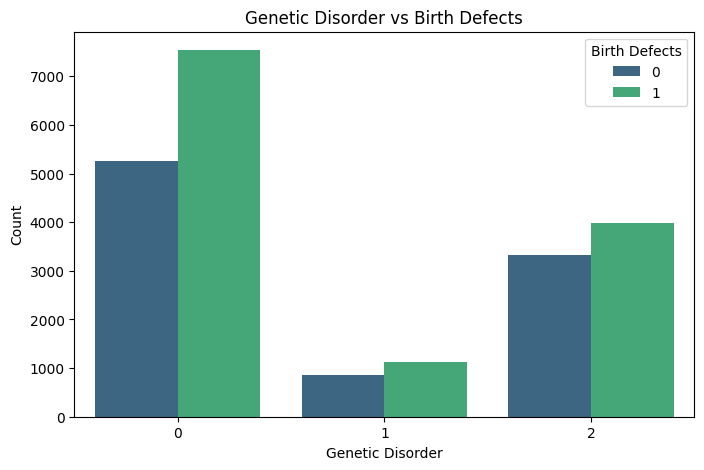 Genetic Disorder vs Birth Defects
Birth Defects
0
1
7000
6000
5000
4000
3000
2000
1000
0
Count
0 1 2
Genetic Disorder